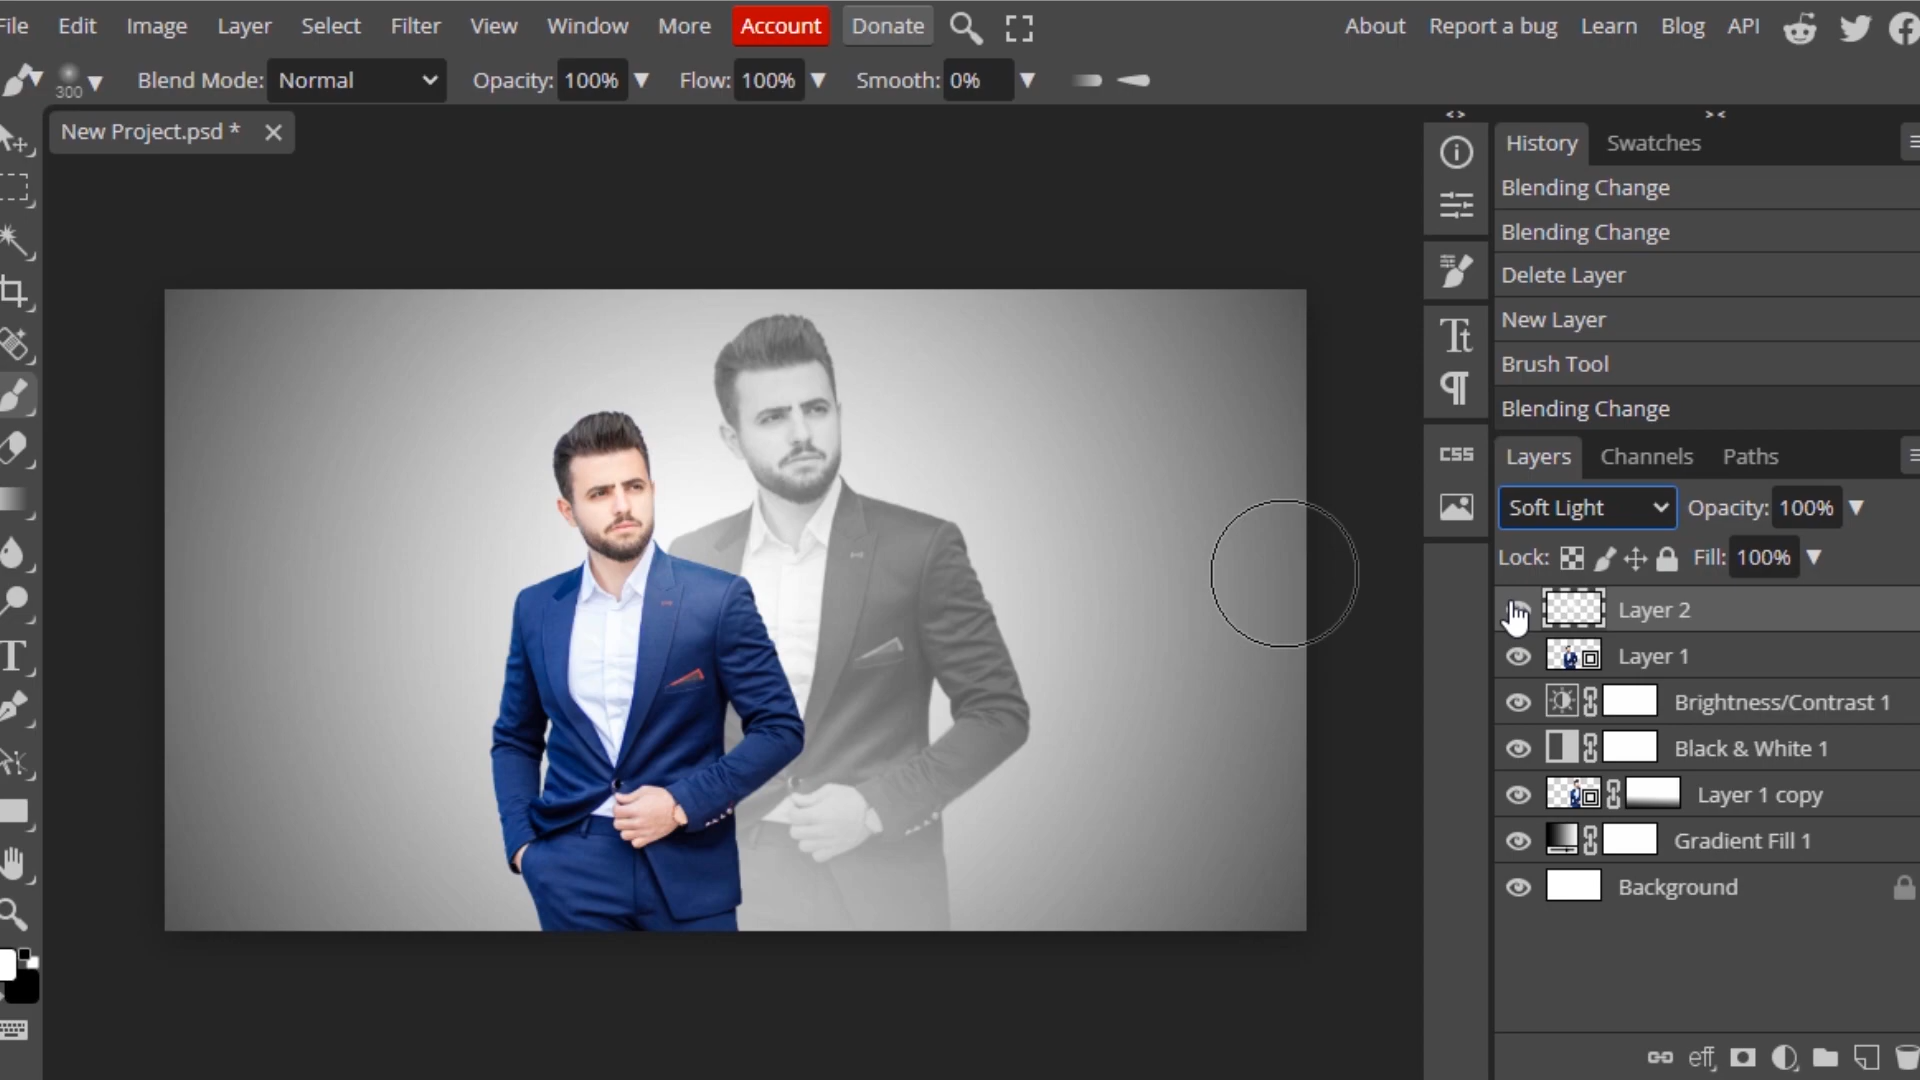 File Edit Image Layer Select Filter View Window More Account Donate About Report a bug Learn Blog API
300 Blend Mode: Normal Opacity: 100% Flow: 100% Smooth: 0%
New Project.psd *
< >
> <
History Swatches
Blending Change
Blending Change
Delete Layer
New Layer
Brush Tool
Blending Change
CSS
Layers Channels Paths
Soft Light Opacity: 100%
Lock: Fill: 100%
Layer 2
Layer 1
Brightness/Contrast 1
Black & White 1
Layer 1 copy
Gradient Fill 1
Background
eff